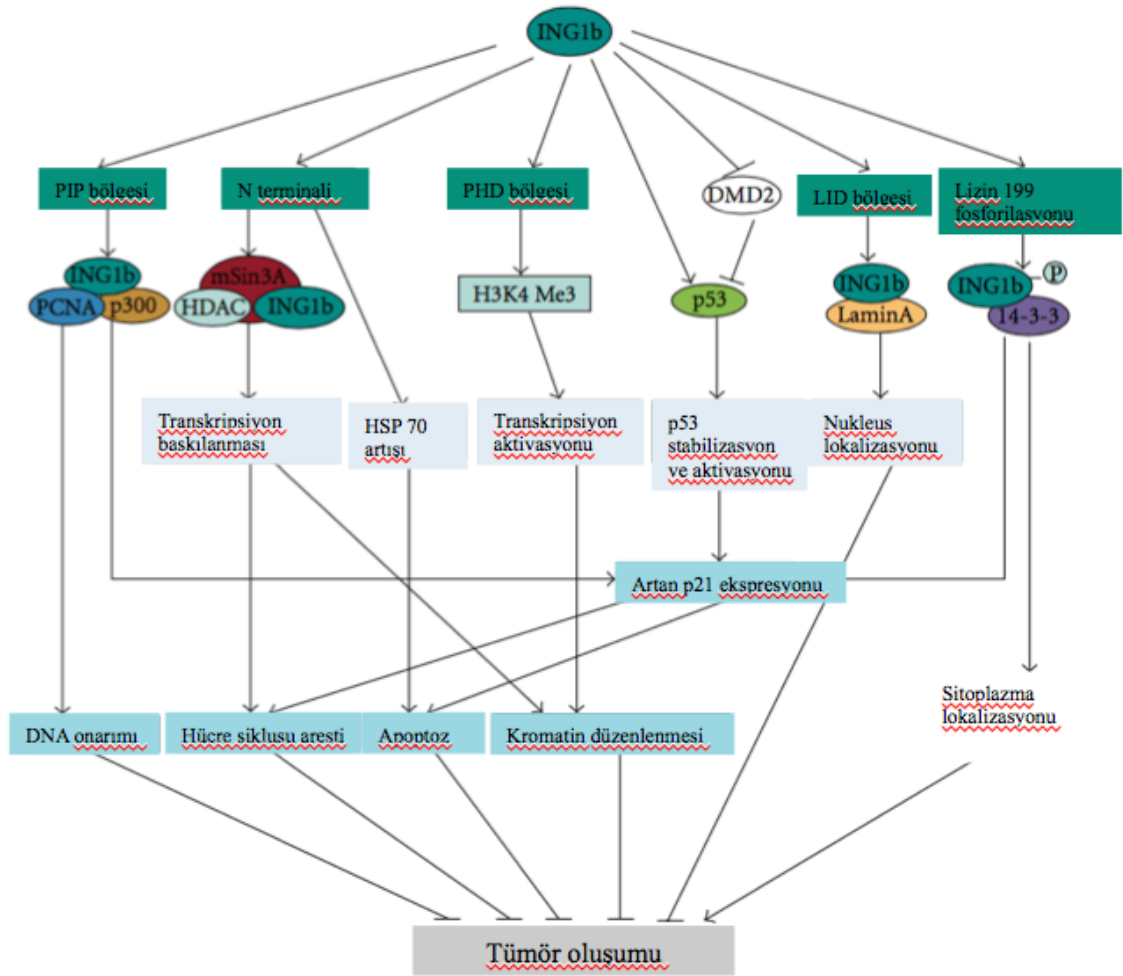 ING1b
PIP bölgesi
N terminali
PHD bölgesi
DMD2
LID bölgesi
Lizin 199
fosforilasyonu
ING1b
PCNA
p300
mSin3A
HDAC
ING1b
H3K4 Me3
p53
ING1b
LaminA
ING1b
P
14-3-3
Transkripsiyon
baskılanması
HSP 70
artışı
Transkripsiyon
aktivasyonu
p53
stabilizasyon
ve aktivasyonu
Nukleus
lokalizasyonu
Artan p21 ekspresyonu
Sitoplazma
lokalizasyonu
DNA onarımı
Hücre siklusu aresti
Apoptoz
Kromatin düzenlenmesi
Tümör oluşumu